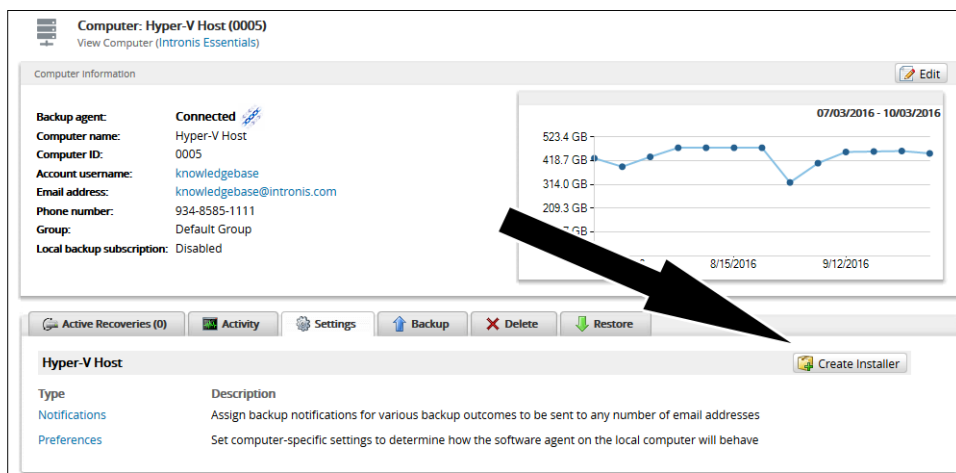 Computer: Hyper-V Host (0005)
View Computer (Intronis Essentials)
Computer Information
Edit
Backup agent: Connected
Computer name: Hyper-V Host
Computer ID: 0005
Account username: knowledgebase
Email address: knowledgebase@intronis.com
Phone number: 934-8585-1111
Group: Default Group
Local backup subscription: Disabled
07/03/2016 - 10/03/2016
523.4 GB
418.7 GB
314.0 GB
209.3 GB
GB
8/15/2016 9/12/2016
Active Recoveries (0) Activity Settings Backup Delete Restore
Hyper-V Host Create Installer
Type Description
Notifications Assign backup notifications for various backup outcomes to be sent to any number of email addresses
Preferences Set computer-specific settings to determine how the software agent on the local computer will behave